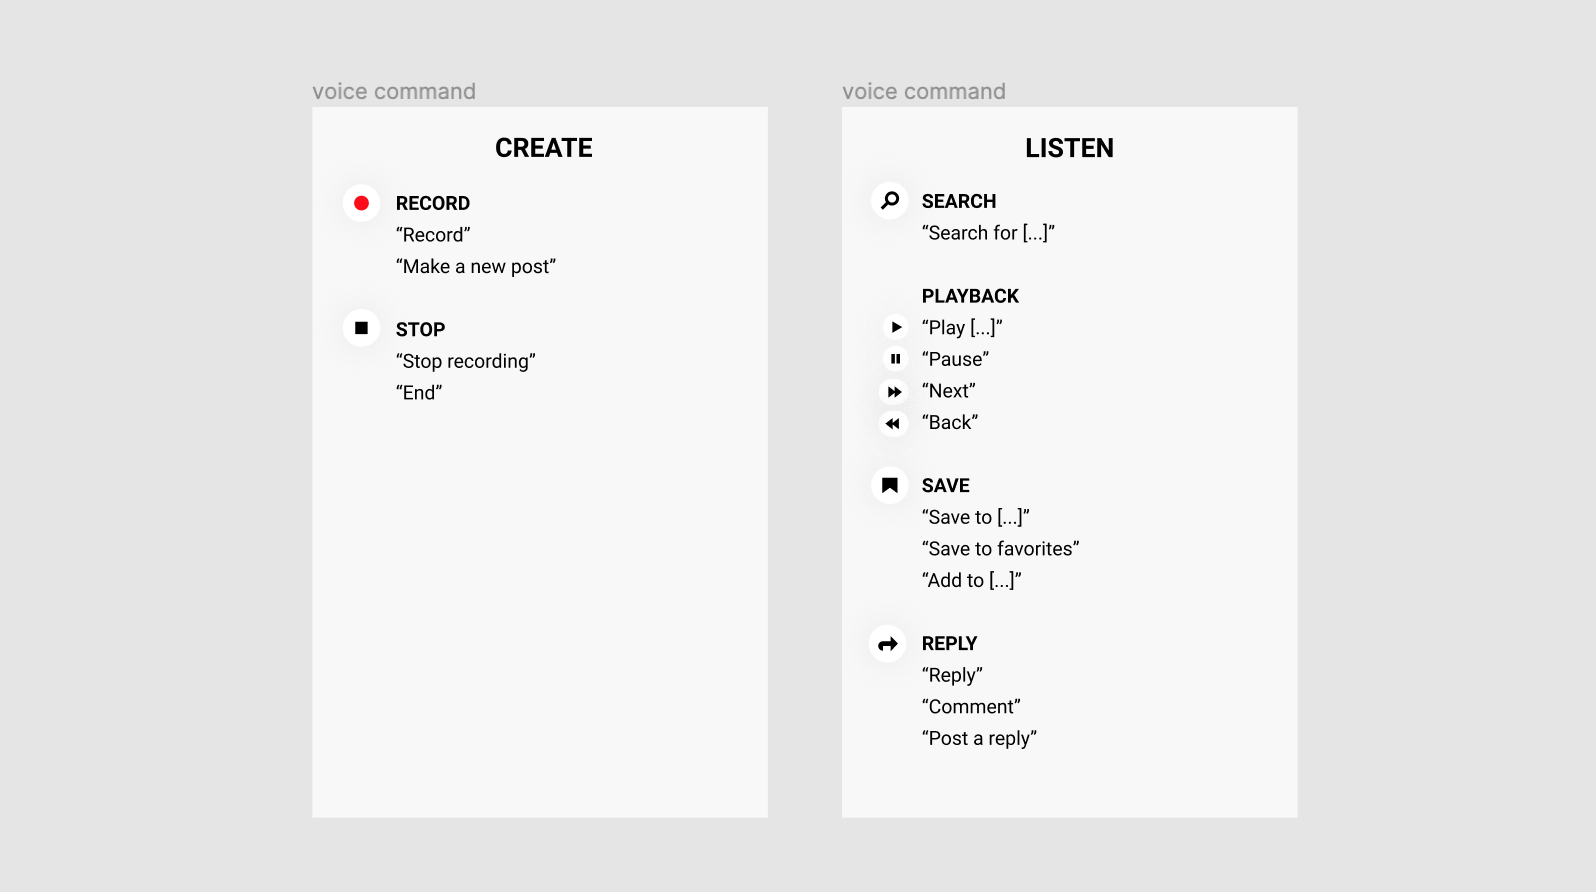 voice command
CREATE
RECORD
“Record”
“Make a new post”
STOP
“Stop recording”
“End”
voice command
LISTEN
SEARCH
“Search for [...]”
PLAYBACK
“Play [...]”
“Pause”
“Next”
“Back”
SAVE
“Save to [...]”
“Save to favorites”
“Add to [...]”
REPLY
“Reply”
“Comment”
“Post a reply”